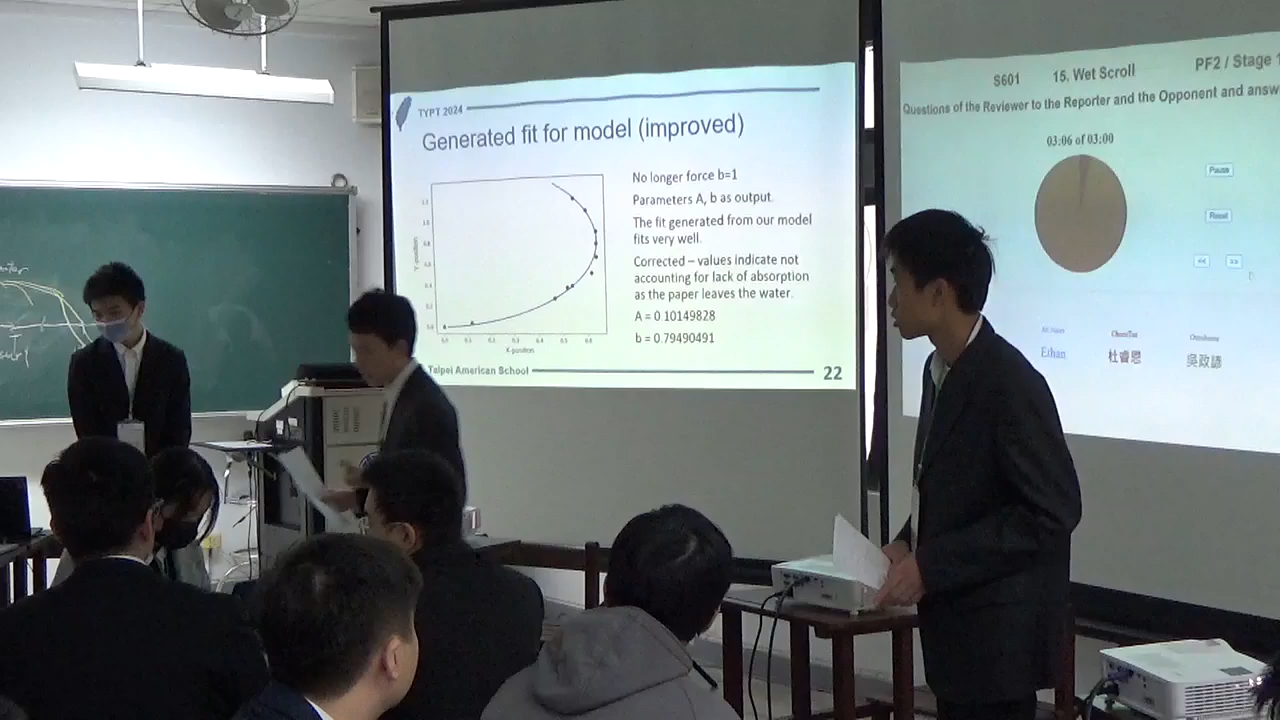 TYPT 2024
Generated fit for model (improved)
No longer force b=1
Parameters A, b as output.
The fit generated from our model
fits very well.
Corrected – values indicate not
accounting for lack of absorption
as the paper leaves the water.
A = 0.10149828
b = 0.79490491
Y-position
X-position
Taipei American School
22
S601
15. Wet Scroll
PF2 / Stage 1
Questions of the Reviewer to the Reporter and the Opponent and answ
03:06 of 03:00
Pause
Reset
<<
>>
Ethan
杜睿恩
吳政諺